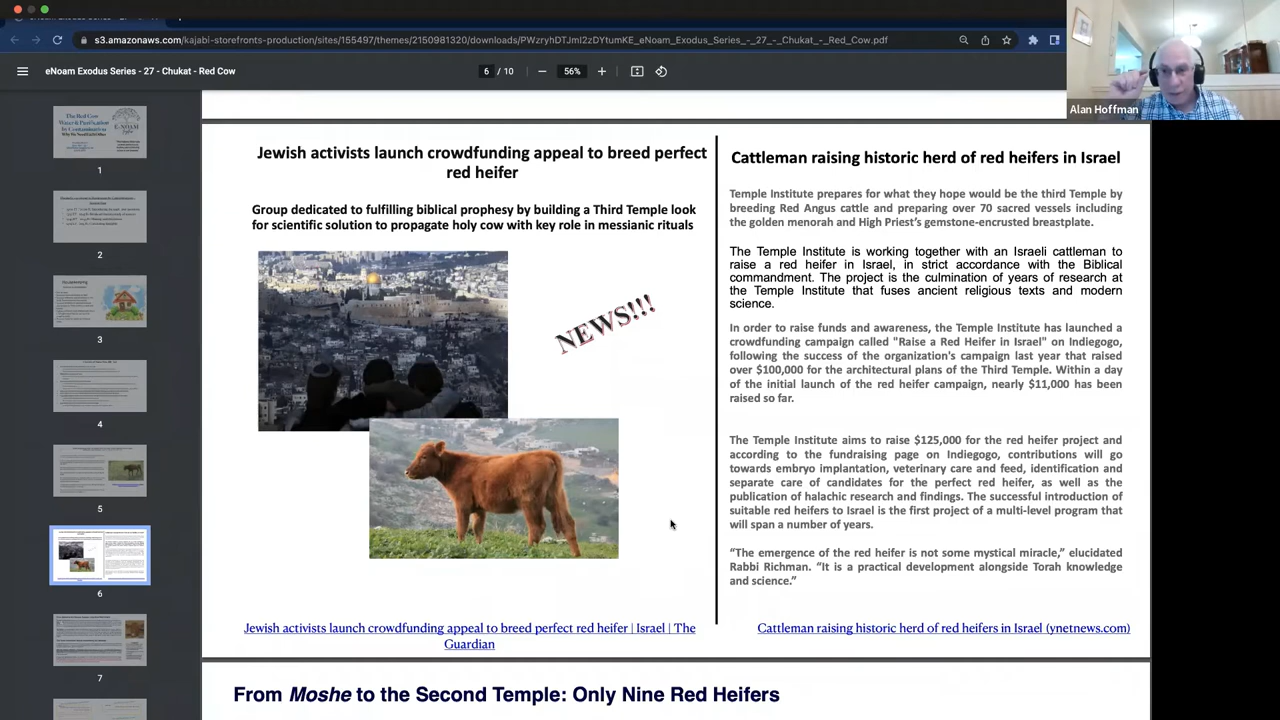 s3.amazonaws.com/kajabi-storefronts-production/sites/155497/themes/2150981320/downloads/PWzryhDTJmI2zDYtumKE_eNoam_Exodus_Series_-_27_-_Chukat_-_Red_Cow.pdf
eNoam Exodus Series - 27 - Chukat - Red Cow
6 / 10
56%
Alan Hoffman
The Red Cow
1
2
3
4
5
6
7
Jewish activists launch crowdfunding appeal to breed perfect
red heifer
Group dedicated to fulfilling biblical prophesy by building a Third Temple look
for scientific solution to propagate holy cow with key role in messianic rituals
NEWS!!!
Jewish activists launch crowdfunding appeal to breed perfect red heifer | Israel | The
Guardian
Cattleman raising historic herd of red heifers in Israel
Temple Institute prepares for what they hope would be the third Temple by
breeding Red Angus cattle and preparing over 70 sacred vessels including
the golden menorah and High Priest's gemstone-encrusted breastplate.
The Temple Institute is working together with an Israeli cattleman to
raise a red heifer in Israel, in strict accordance with the Biblical
commandment. The project is the culmination of years of research at
the Temple Institute that fuses ancient religious texts and modern
science.
In order to raise funds and awareness, the Temple Institute has launched a
crowdfunding campaign called "Raise a Red Heifer in Israel" on Indiegogo,
following the success of the organization's campaign last year that raised
over $100,000 for the architectural plans of the Third Temple. Within a day
of the initial launch of the red heifer campaign, nearly $11,000 has been
raised so far.
The Temple Institute aims to raise $125,000 for the red heifer project and
according to the fundraising page on Indiegogo, contributions will go
towards embryo implantation, veterinary care and feed, identification and
separate care of candidates for the perfect red heifer, as well as the
publication of halachic research and findings. The successful introduction of
suitable red heifers to Israel is the first project of a multi-level program that
will span a number of years.
“The emergence of the red heifer is not some mystical miracle,” elucidated
Rabbi Richman. “It is a practical development alongside Torah knowledge
and science.”
Cattleman raising historic herd of red heifers in Israel (ynetnews.com)
From Moshe to the Second Temple: Only Nine Red Heifers